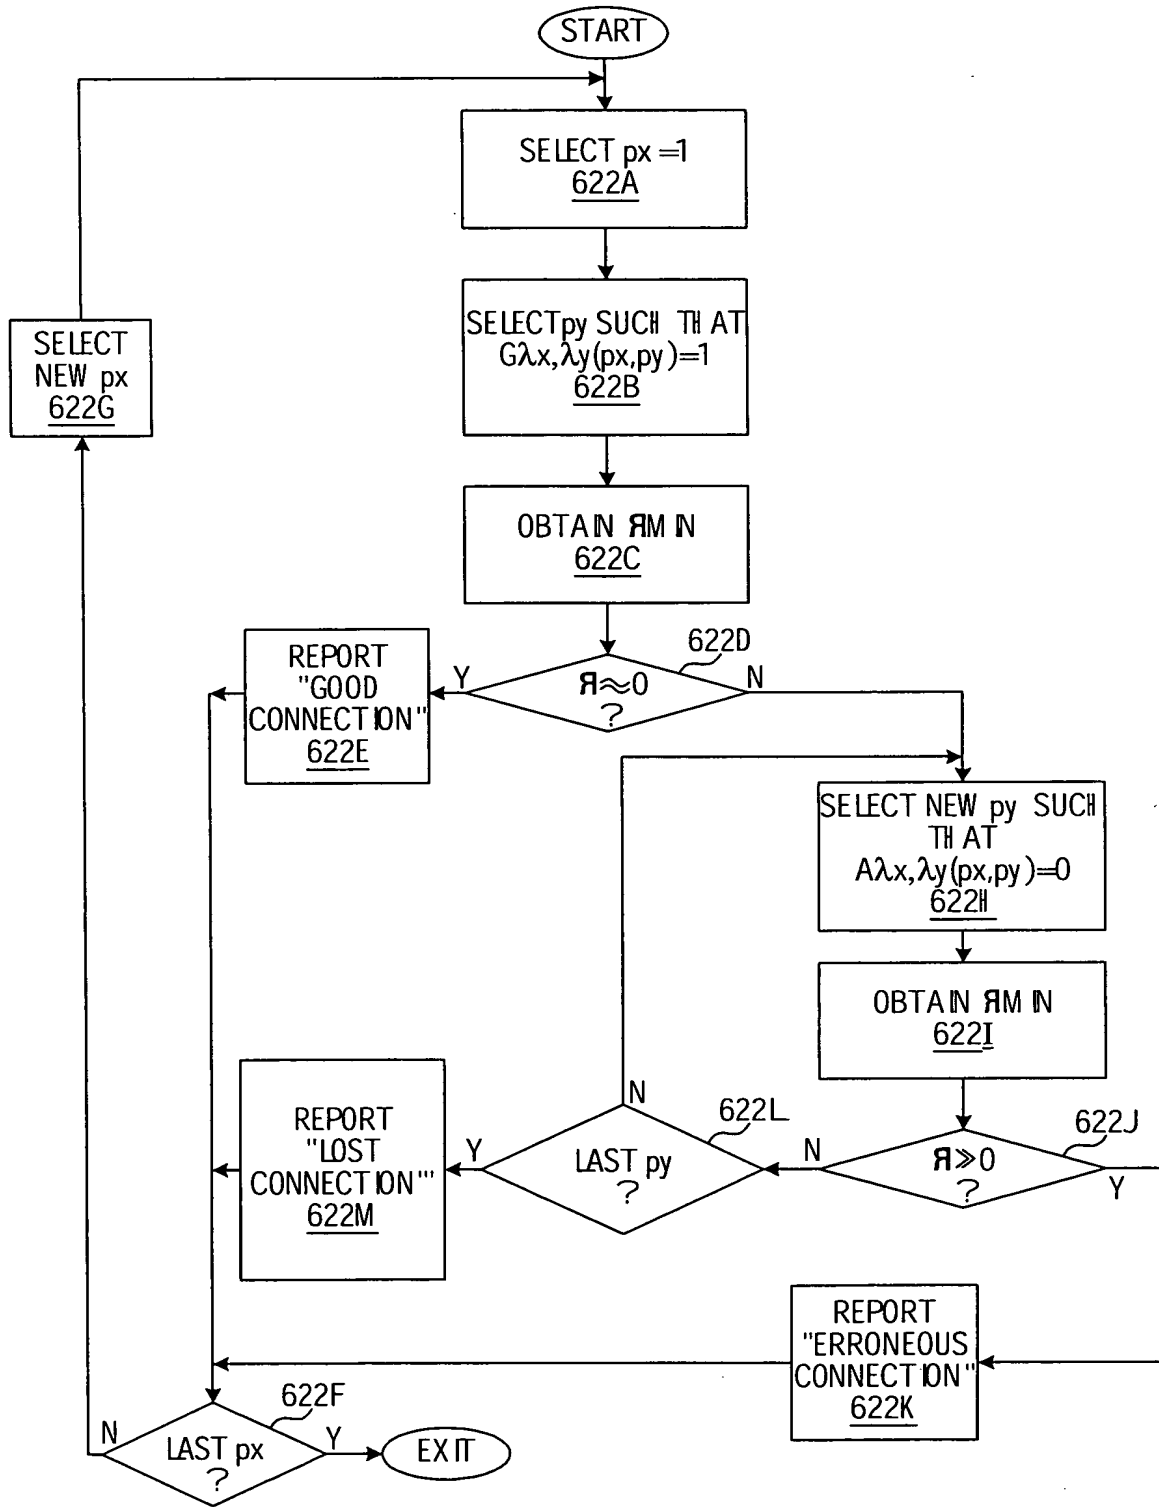 START
SELECT px=1
622A
SELECT py SUCH THAT
Gλx,λy(px,py)=1
622B
SELECT
NEW px
622G
OBTAIN ЯMIN
622C
622D
Y
Я≈0
?
N
REPORT
"GOOD
CONNECTION"
622E
SELECT NEW py SUCH
THAT
Aλx,λy(px,py)=0
622H
OBTAIN ЯMIN
622I
622J
Я≫0
?
N
Y
622L
N
LAST py
?
Y
REPORT
"LOST
CONNECTION"
622M
REPORT
"ERRONEOUS
CONNECTION"
622K
622F
N
LAST px
?
Y
EXIT